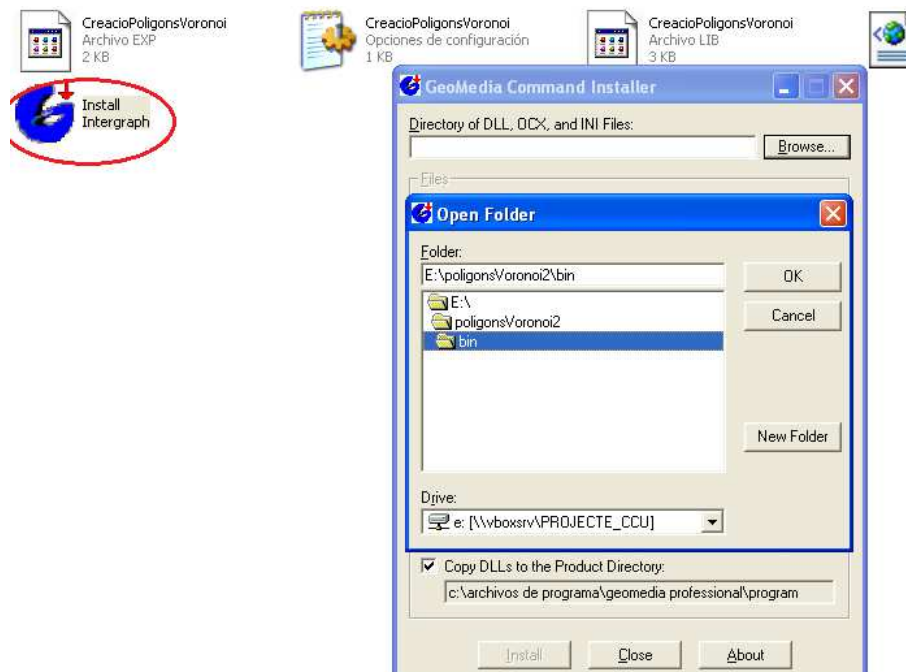 CreacioPoligonsVoronoi
Archivo EXP
2 KB
CreacioPoligonsVoronoi
Opciones de configuración
1 KB
CreacioPoligonsVoronoi
Archivo LIB
3 KB
Install
Intergraph
GeoMedia Command Installer
Directory of DLL, OCX, and INI Files:
Browse...
Files
Open Folder
Folder:
E:\poligonsVoronoi2\bin
OK
E:\
Cancel
poligonsVoronoi2
bin
New Folder
Drive:
e: [\\vboxsrv\PROJECTE_CCU]
Copy DLLs to the Product Directory:
c:\archivos de programa\geomedia professional\program
Install
Close
About